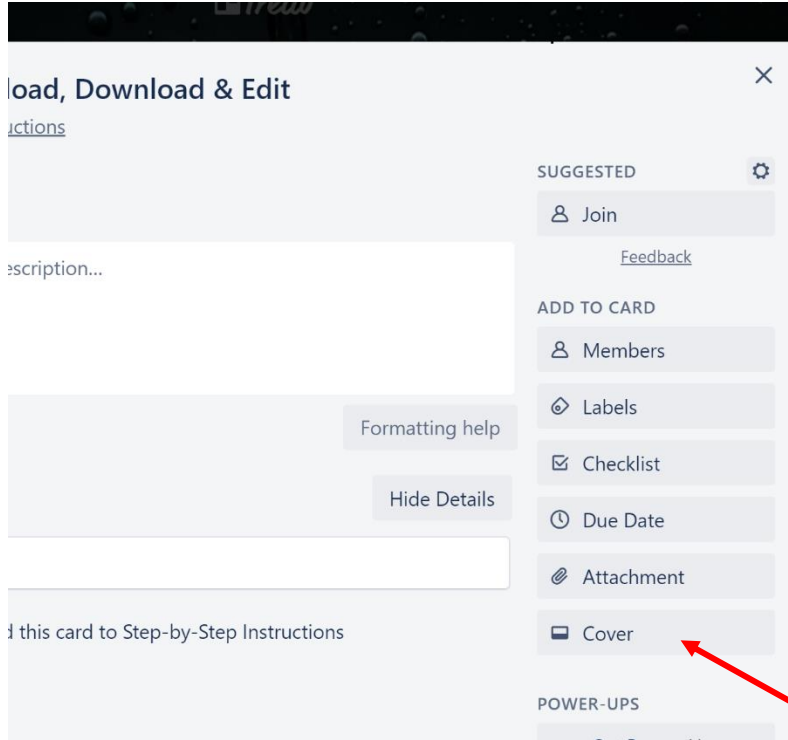 Trello
load, Download & Edit
uctions
escription...
Formatting help
Hide Details
d this card to Step-by-Step Instructions
SUGGESTED
Join
Feedback
ADD TO CARD
Members
Labels
Checklist
Due Date
Attachment
Cover
POWER-UPS